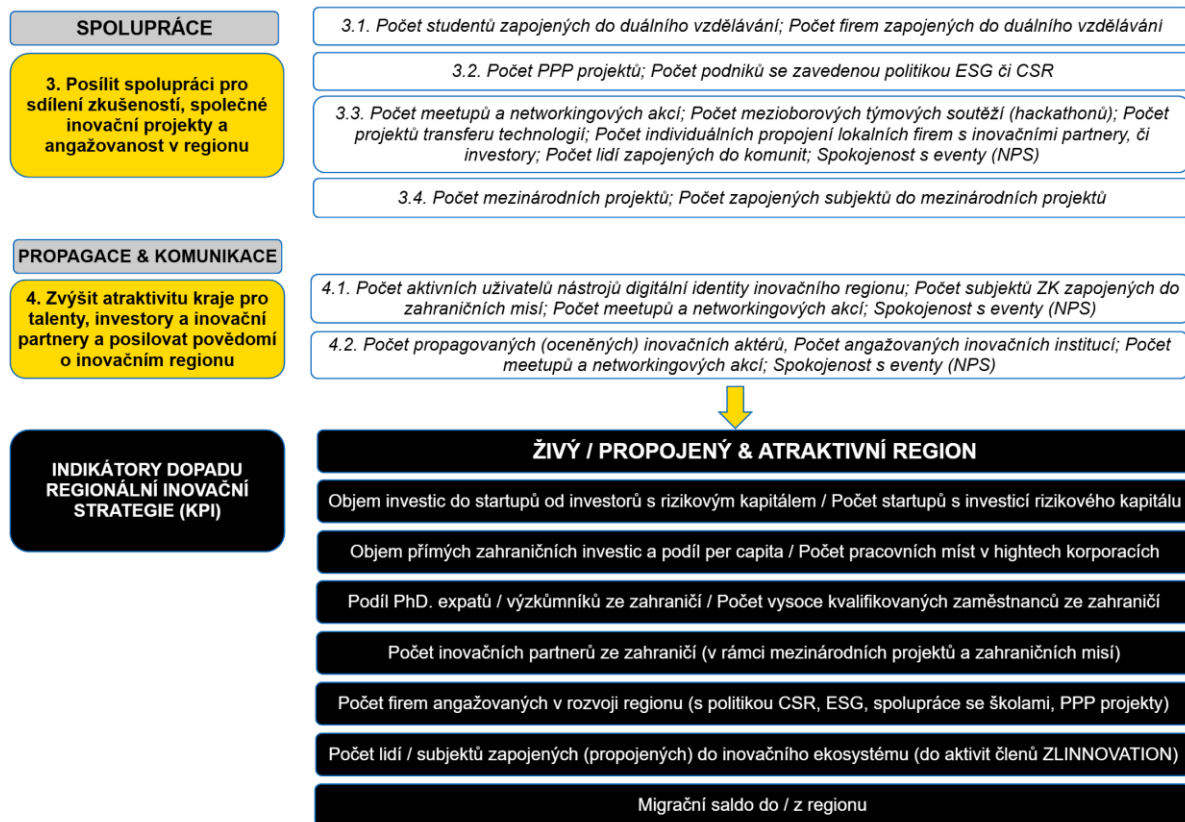 SPOLUPRÁCE
3. Posílit spolupráci pro
sdílení zkušeností, společné
inovační projekty a
angažovanost v regionu
3.1. Počet studentů zapojených do duálního vzdělávání; Počet firem zapojených do duálního vzdělávání
3.2. Počet PPP projektů; Počet podniků se zavedenou politikou ESG či CSR
3.3. Počet meetupů a networkingových akcí; Počet mezioborových týmových soutěží (hackathonů); Počet
projektů transferu technologií; Počet individuálních propojení lokálních firem s inovačními partnery, či
investory; Počet lidí zapojených do komunit; Spokojenost s eventy (NPS)
3.4. Počet mezinárodních projektů; Počet zapojených subjektů do mezinárodních projektů
PROPAGACE & KOMUNIKACE
4. Zvýšit atraktivitu kraje pro
talenty, investory a inovační
partnery a posilovat povědomí
o inovačním regionu
4.1. Počet aktivních uživatelů nástrojů digitální identity inovačního regionu; Počet subjektů ZK zapojených do
zahraničních misí; Počet meetupů a networkingových akcí; Spokojenost s eventy (NPS)
4.2. Počet propagovaných (oceněných) inovačních aktérů, Počet angažovaných inovačních institucí; Počet
meetupů a networkingových akcí; Spokojenost s eventy (NPS)
INDIKÁTORY DOPADU
REGIONÁLNÍ INOVAČNÍ
STRATEGIE (KPI)
ŽIVÝ / PROPOJENÝ & ATRAKTIVNÍ REGION
Objem investic do startupů od investorů s rizikovým kapitálem / Počet startupů s investicí rizikového kapitálu
Objem přímých zahraničních investic a podíl per capita / Počet pracovních míst v hightech korporacích
Podíl PhD. expatů / výzkůmníků ze zahraničí / Počet vysoce kvalifikovaných zaměstnanců ze zahraničí
Počet inovačních partnerů ze zahraničí (v rámci mezinárodních projektů a zahraničních misí)
Počet firem angažovaných v rozvoji regionu (s politikou CSR, ESG, spolupráce se školami, PPP projekty)
Počet lidí / subjektů zapojených (propojených) do inovačního ekosystému (do aktivit členů ZLINNOVATION)
Migrační saldo do / z regionu